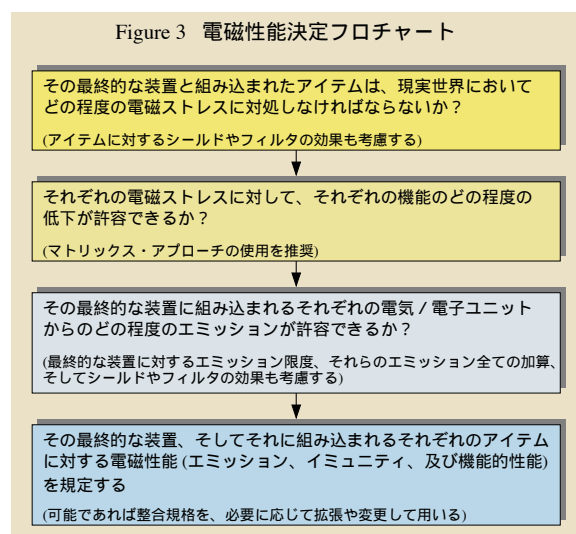 Figure 3 電磁性能決定フロチャート
その最終的な装置と組み込まれたアイテムは、現実世界において
どの程度の電磁ストレスに対処しなければならないか？
(アイテムに対するシールドやフィルタの効果も考慮する)
それぞれの電磁ストレスに対して、それぞれの機能のどの程度の
低下が許容できるか？
(マトリックス・アプローチの使用を推奨)
その最終的な装置に組み込まれるそれぞれの電気 / 電子ユニット
からのどの程度のエミッションが許容できるか？
(最終的な装置に対するエミッション限度、それらのエミッション全ての加算、
そしてシールドやフィルタの効果も考慮する)
その最終的な装置、そしてそれに組み込まれるそれぞれのアイテム
に対する電磁性能 (エミッション、イミュニティ、及び機能的性能)
を規定する
(可能であれば整合規格を、必要に応じて拡張や変更して用いる)